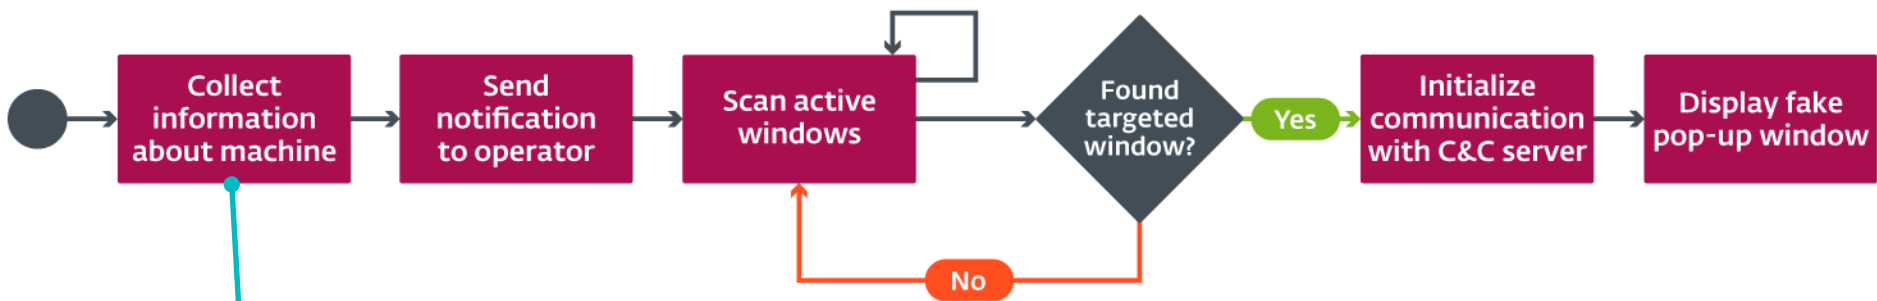 Collect
information
about machine
Send
notification
to operator
Scan active
windows
Found
targeted
window?
Yes
No
Initialize
communication
with C&C server
Display fake
pop-up window